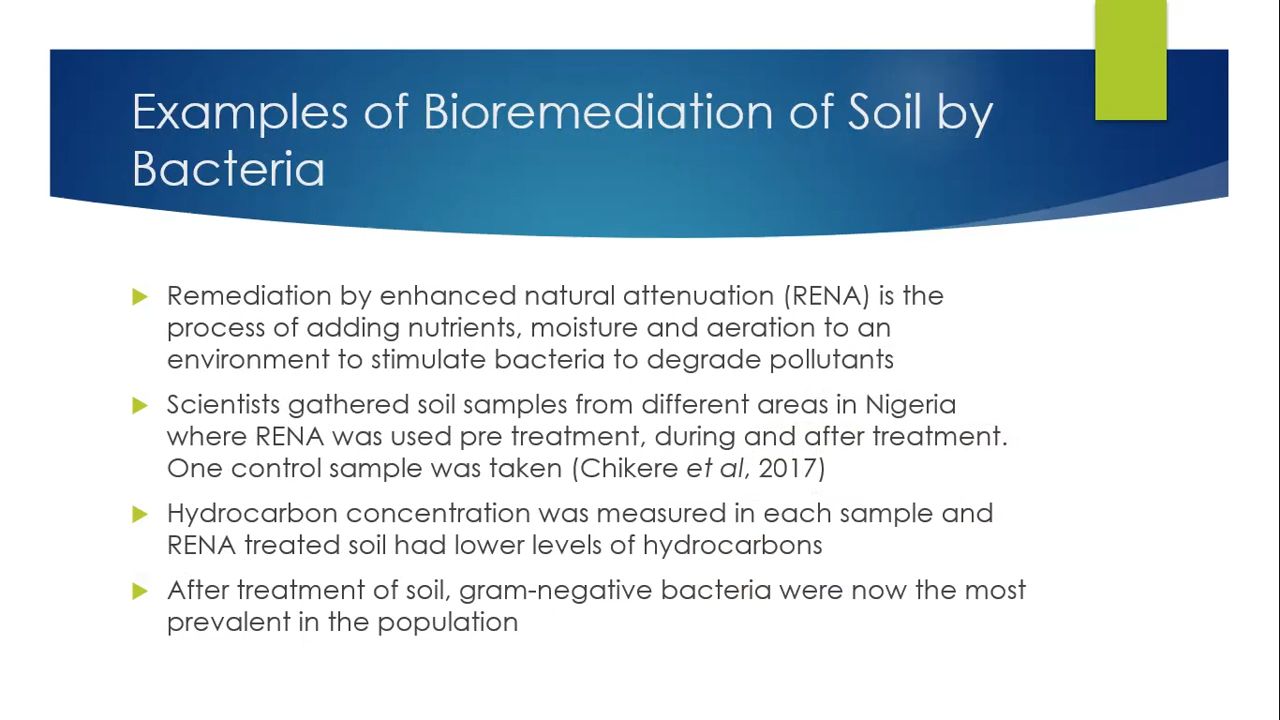 Examples of Bioremediation of Soil by
Bacteria
Remediation by enhanced natural attenuation (RENA) is the
process of adding nutrients, moisture and aeration to an
environment to stimulate bacteria to degrade pollutants
Scientists gathered soil samples from different areas in Nigeria
where RENA was used pre treatment, during and after treatment.
One control sample was taken (Chikere et al, 2017)
Hydrocarbon concentration was measured in each sample and
RENA treated soil had lower levels of hydrocarbons
After treatment of soil, gram-negative bacteria were now the most
prevalent in the population